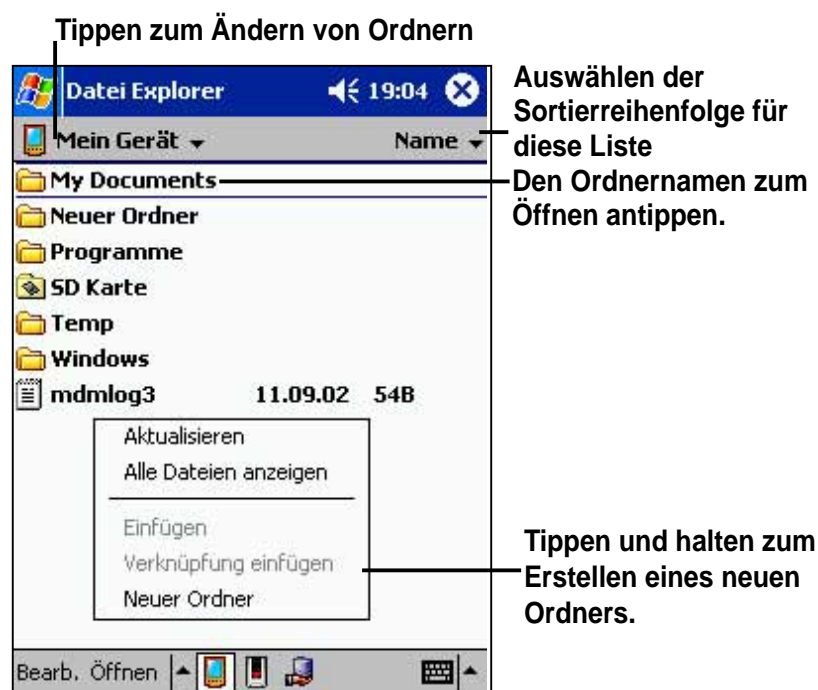 Tippen zum Ändern von Ordnern
Datei Explorer 19:04
Mein Gerät Name
Auswählen der
Sortierreihenfolge für
diese Liste
My Documents
Den Ordnernamen zum
Öffnen antippen.
Neuer Ordner
Programme
SD Karte
Temp
Windows
mdmlog3 11.09.02 54B
Aktualisieren
Alle Dateien anzeigen
Einfügen
Verknüpfung einfügen
Neuer Ordner
Tippen und halten zum
Erstellen eines neuen
Ordners.
Bearb. Öffnen